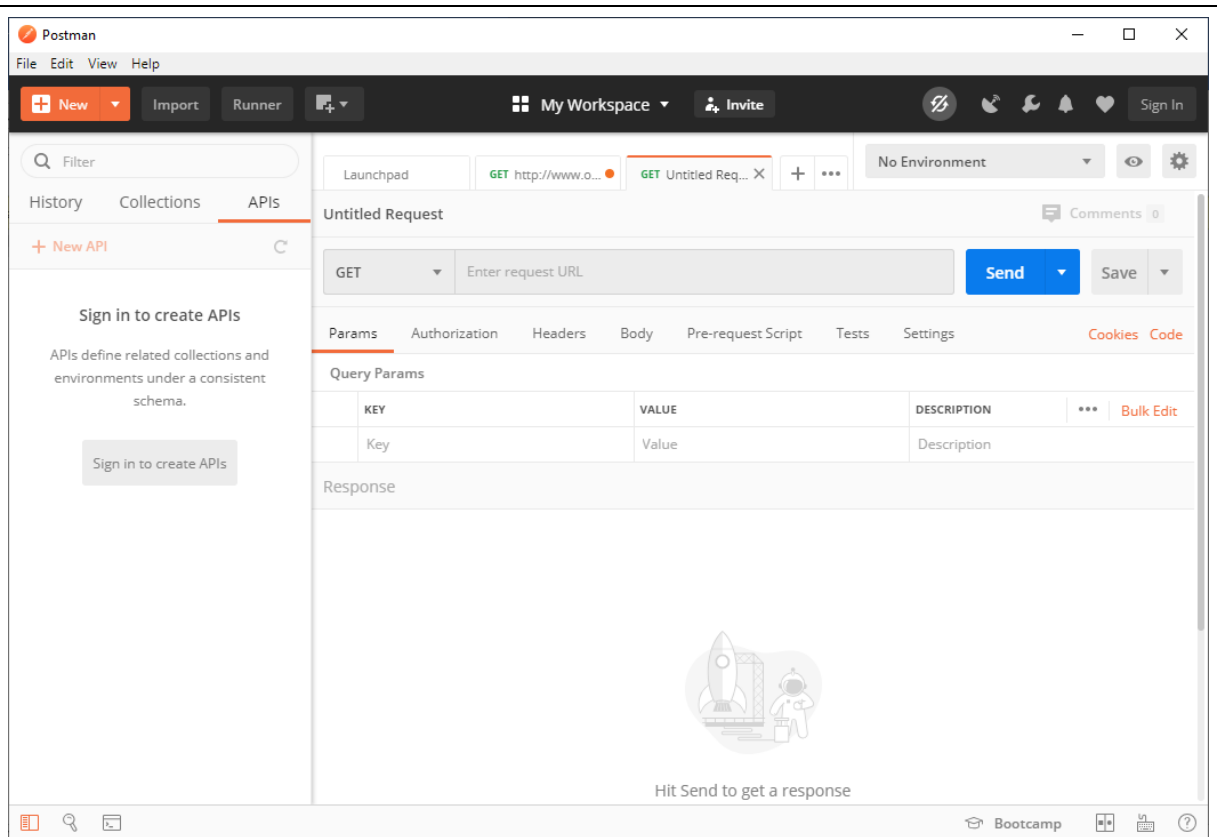 Postman
File Edit View Help
New Import Runner My Workspace Invite Sign In
Filter
History Collections APIs
+ New API
Sign in to create APIs
APIs define related collections and
environments under a consistent
schema.
Sign in to create APIs
Launchpad GET http://www.o... GET Untitled Req... No Environment
Untitled Request Comments 0
GET Enter request URL Send Save
Params Authorization Headers Body Pre-request Script Tests Settings Cookies Code
Query Params
KEY VALUE DESCRIPTION Bulk Edit
Key Value Description
Response
Hit Send to get a response
Bootcamp